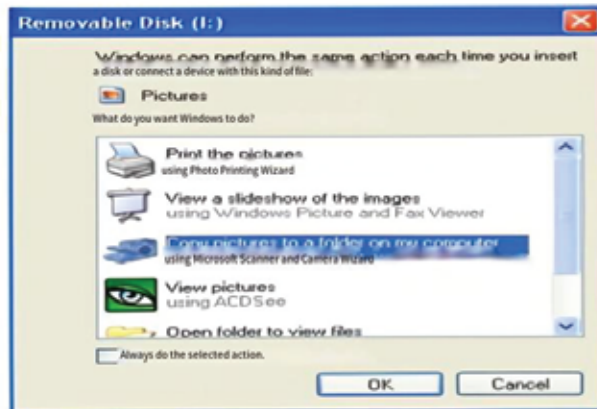 Removable Disk (I:)
Windows can perform the same action each time you insert
a disk or connect a device with this kind of file:
Pictures
What do you want Windows to do?
Print the pictures
using Photo Printing Wizard
View a slideshow of the images
using Windows Picture and Fax Viewer
Copy pictures to a folder on my computer
using Microsoft Scanner and Camera Wizard
View pictures
using ACDSee
Open folder to view files
Always do the selected action.
OK
Cancel